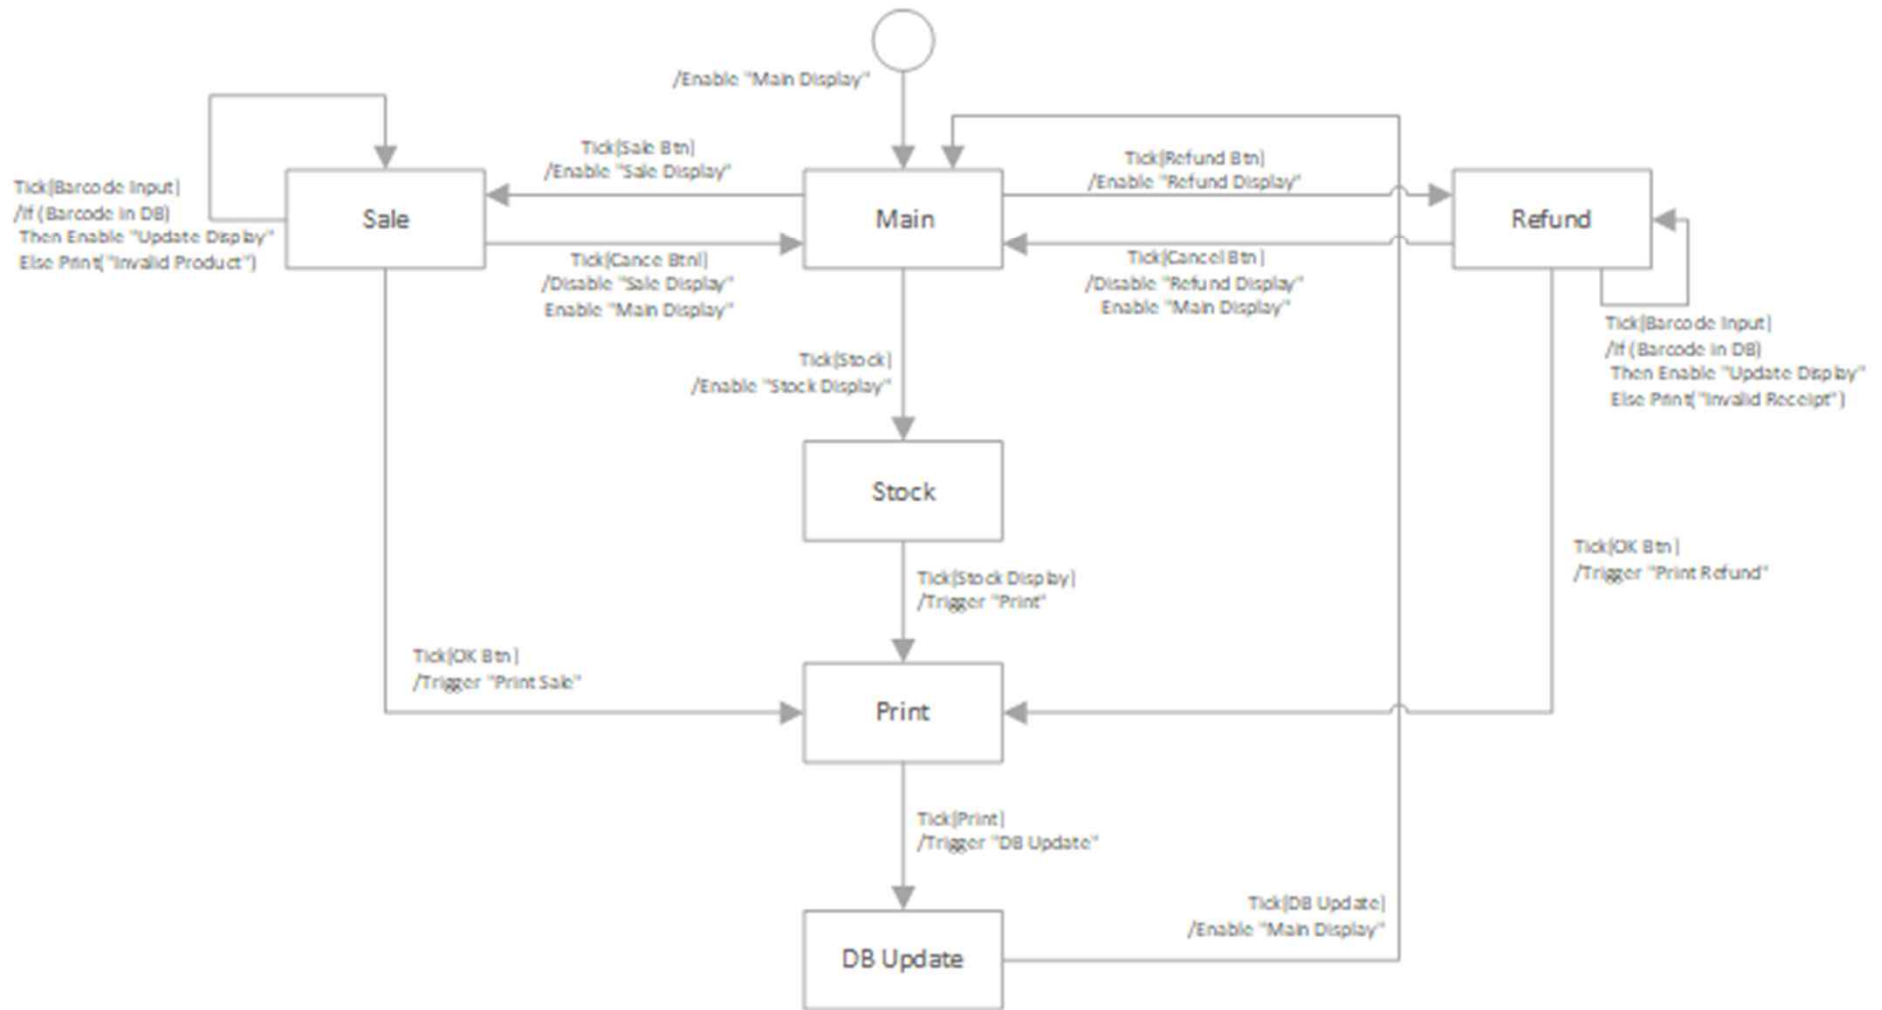 /Enable "Main Display"
Tick[Sale Btn]
/Enable "Sale Display"
Tick[Refund Btn]
/Enable "Refund Display"
Tick[Barcode Input]
/If (Barcode in DB)
Then Enable "Update Display"
Else Print("Invalid Product")
Sale
Main
Refund
Tick[Cance Btnl]
/Disable "Sale Display"
Enable "Main Display"
Tick[Cancel Btn]
/Disable "Refund Display"
Enable "Main Display"
Tick[Barcode Input]
/If (Barcode in DB)
Then Enable "Update Display"
Else Print("Invalid Receipt")
Tick[Stock]
/Enable "Stock Display"
Stock
Tick[Stock Display]
/Trigger "Print"
Tick[OK Btn]
/Trigger "Print Refund"
Tick[OK Btn]
/Trigger "Print Sale"
Print
Tick[Print]
/Trigger "DB Update"
Tick[DB Update]
/Enable "Main Display"
DB Update